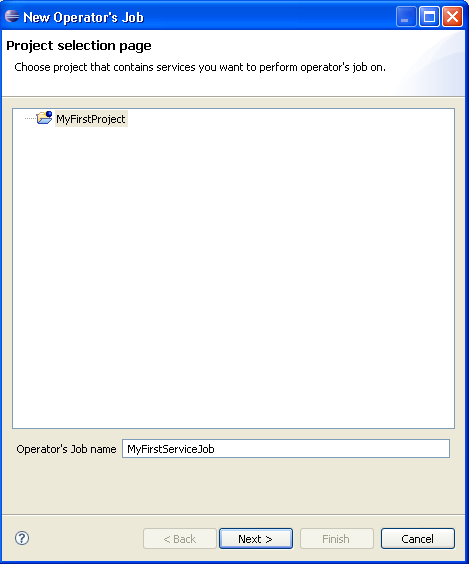 New Operator's Job
Project selection page
Choose project that contains services you want to perform operator's job on.
MyFirstProject
Operator's Job name MyFirstServiceJob
? < Back Next > Finish Cancel